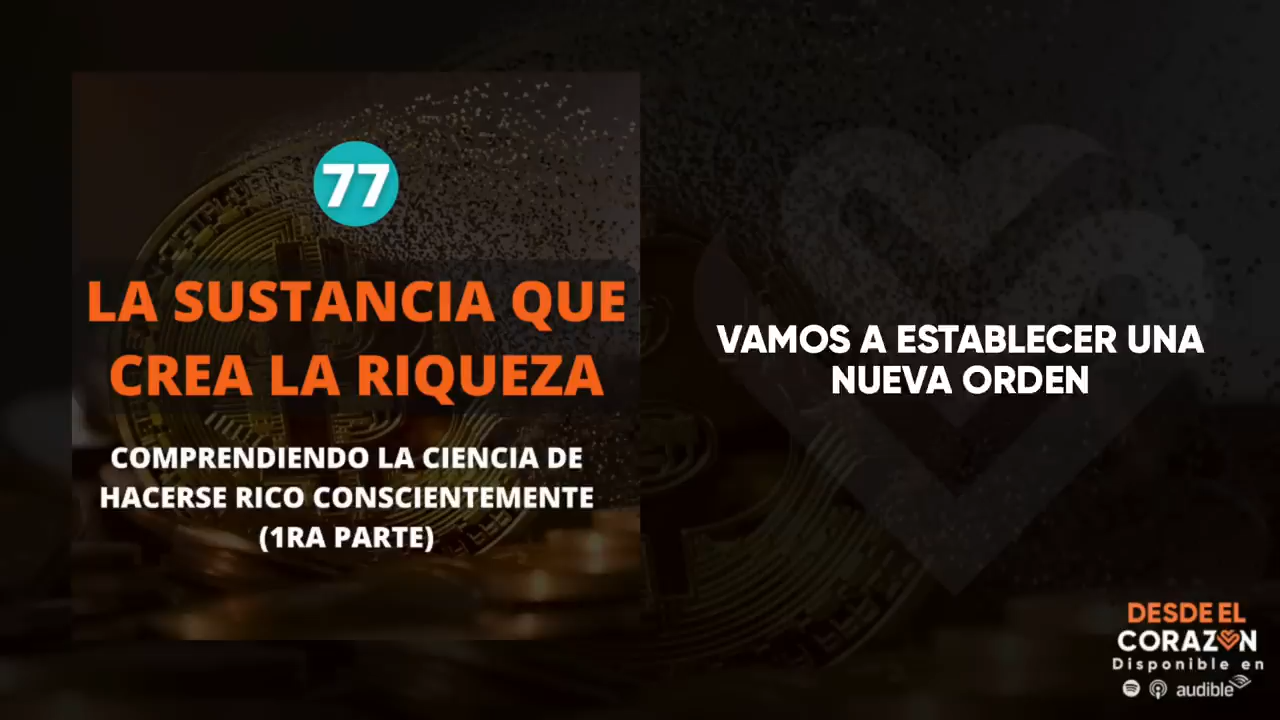 77
LA SUSTANCIA QUE
CREA LA RIQUEZA
COMPRENDIENDO LA CIENCIA DE
HACERSE RICO CONSCIENTEMENTE
(1RA PARTE)
VAMOS A ESTABLECER UNA
NUEVA ORDEN
DESDE EL
CORAZON
Disponible en
audible